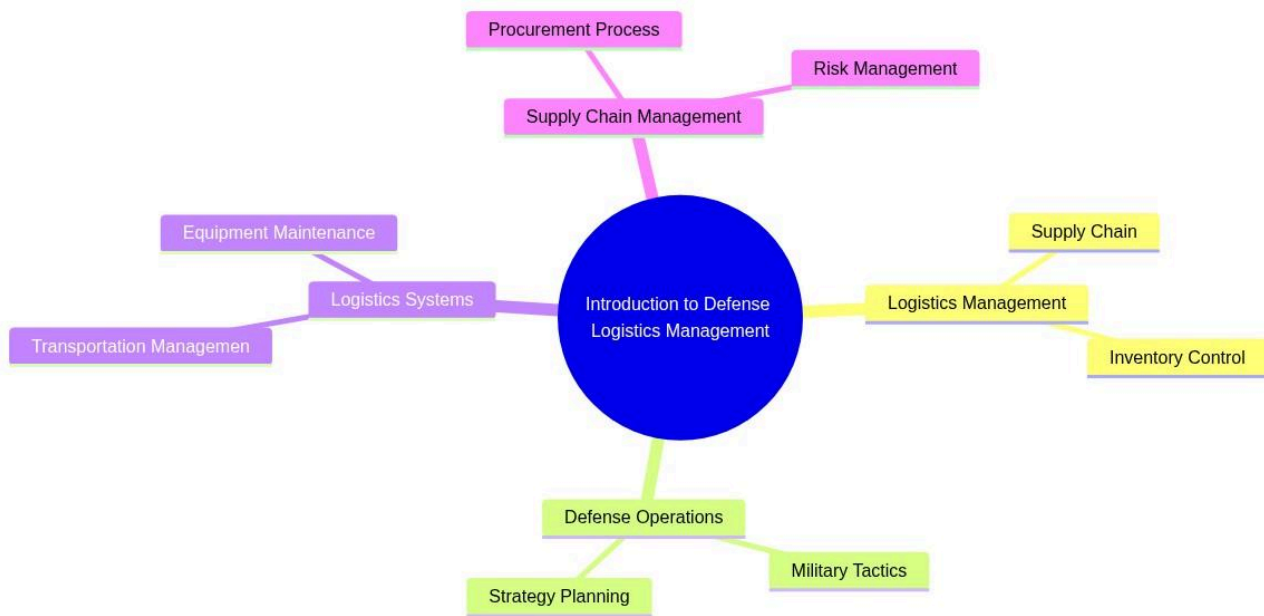 Procurement Process
Risk Management
Supply Chain Management
Equipment Maintenance
Supply Chain
Logistics Systems
Introduction to Defense
Logistics Management
Logistics Management
Transportation Managemen
Inventory Control
Defense Operations
Military Tactics
Strategy Planning